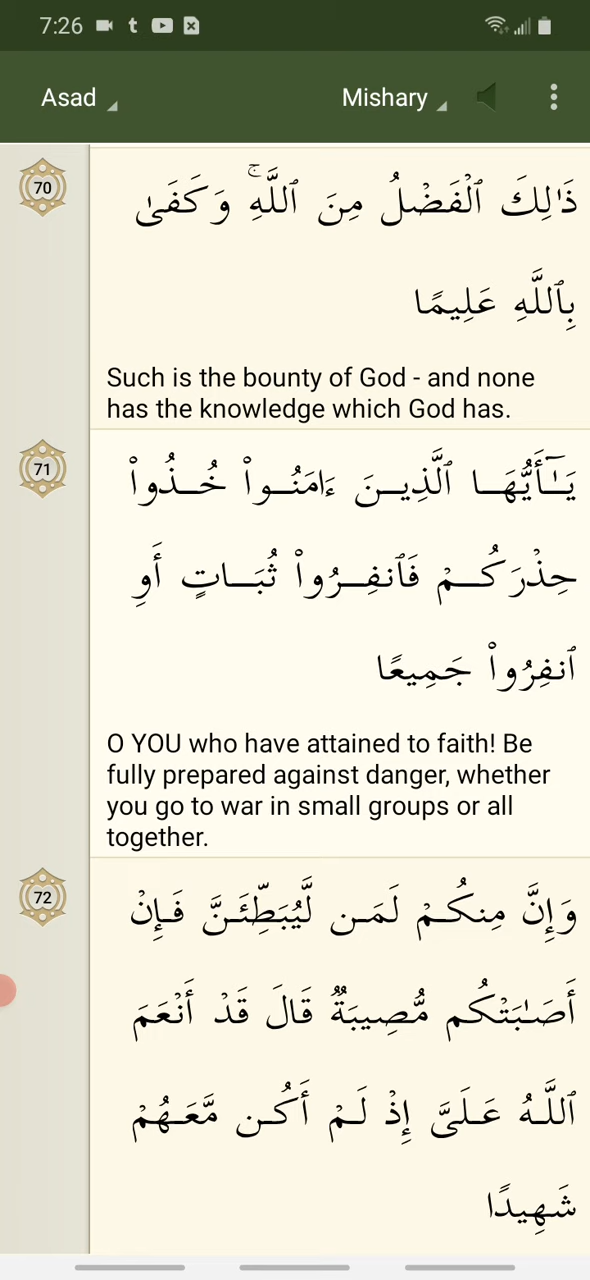 7:26
Asad
Mishary
70
ذَٰلِكَ ٱلْفَضْلُ مِنَ ٱللَّهِ ۚ وَكَفَىٰ
بِٱللَّهِ عَلِيمًا
Such is the bounty of God - and none
has the knowledge which God has.
71
يَـٰٓأَيُّهَا ٱلَّذِينَ ءَامَنُوا۟ خُذُوا۟
حِذْرَكُمْ فَٱنفِرُوا۟ ثُبَاتٍ أَوِ
ٱنفِرُوا۟ جَمِيعًا
O YOU who have attained to faith! Be
fully prepared against danger, whether
you go to war in small groups or all
together.
72
وَإِنَّ مِنكُمْ لَمَن لَّيُبَطِّئَنَّ فَإِنْ
أَصَـٰبَتْكُم مُّصِيبَةٌ قَالَ قَدْ أَنْعَمَ
ٱللَّهُ عَلَىَّ إِذْ لَمْ أَكُن مَّعَهُمْ
شَهِيدًا